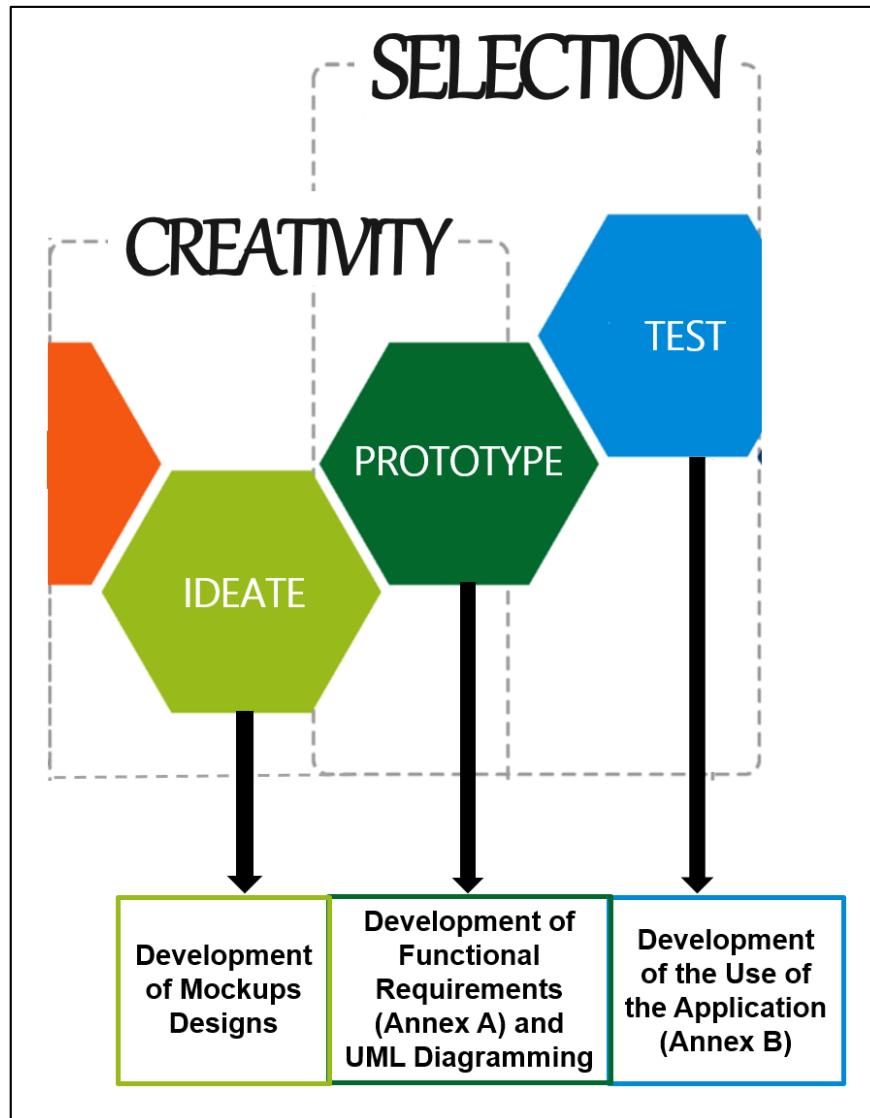 SELECTION
CREATIVITY
TEST
PROTOTYPE
IDEATE
Development
of Mockups
Designs
Development of
Functional
Requirements
(Annex A) and
UML Diagramming
Development
of the Use of
the Application
(Annex B)